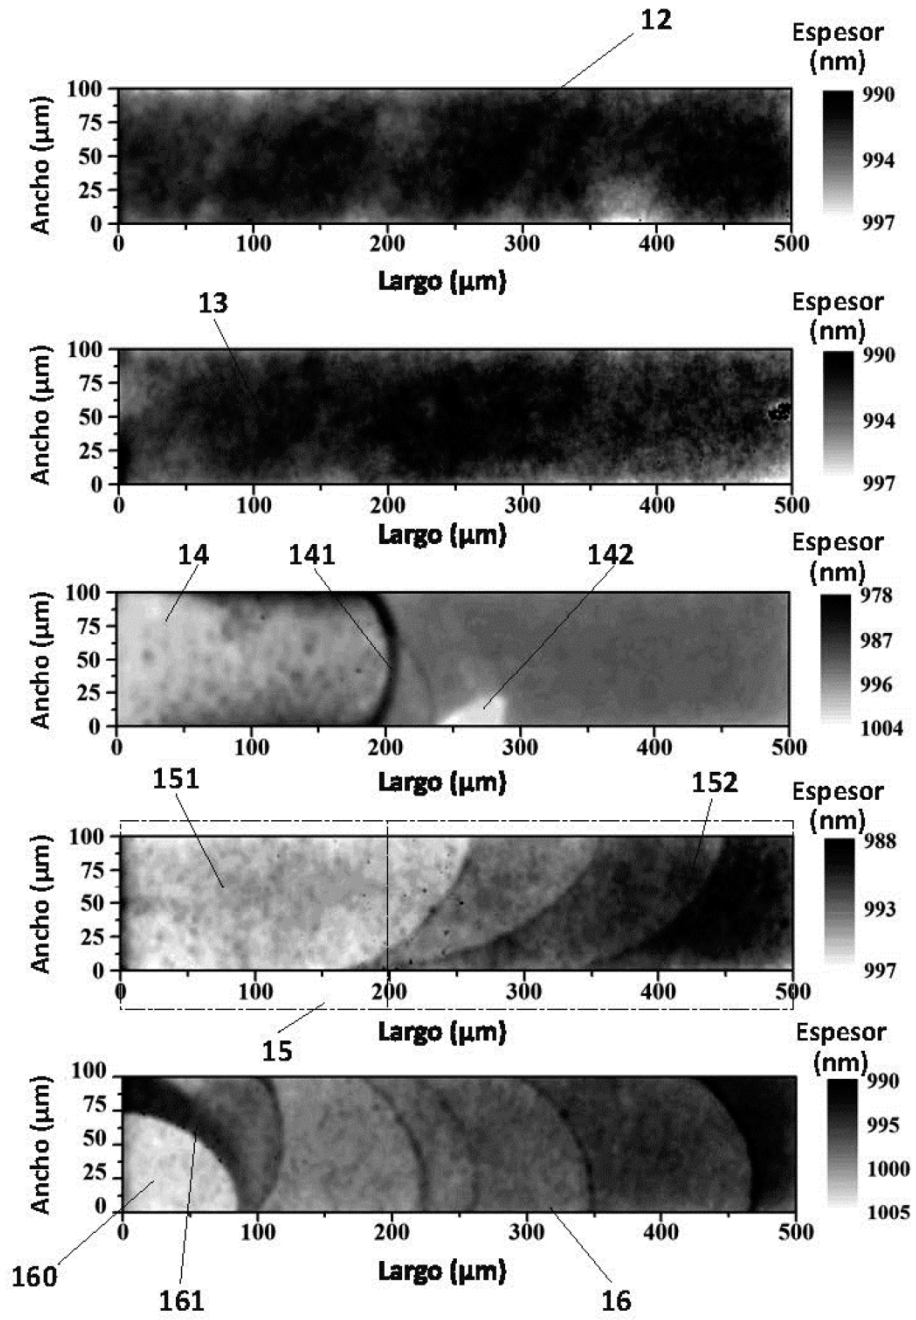 12
Espesor
(nm)
Ancho (µm)
100
75
50
25
0
0 100 200 300 400 500
Largo (µm)
990
994
997
13
Espesor
(nm)
Ancho (µm)
100
75
50
25
0
0 100 200 300 400 500
Largo (µm)
990
994
997
14 141 142
Espesor
(nm)
Ancho (µm)
100
75
50
25
0
0 100 200 300 400 500
Largo (µm)
978
987
996
1004
151 152
Espesor
(nm)
Ancho (µm)
100
75
50
25
0
0 100 200 300 400 500
Largo (µm)
988
993
997
15
Espesor
(nm)
Ancho (µm)
100
75
50
25
0
0 100 200 300 400 500
Largo (µm)
990
995
1000
1005
160
161
16